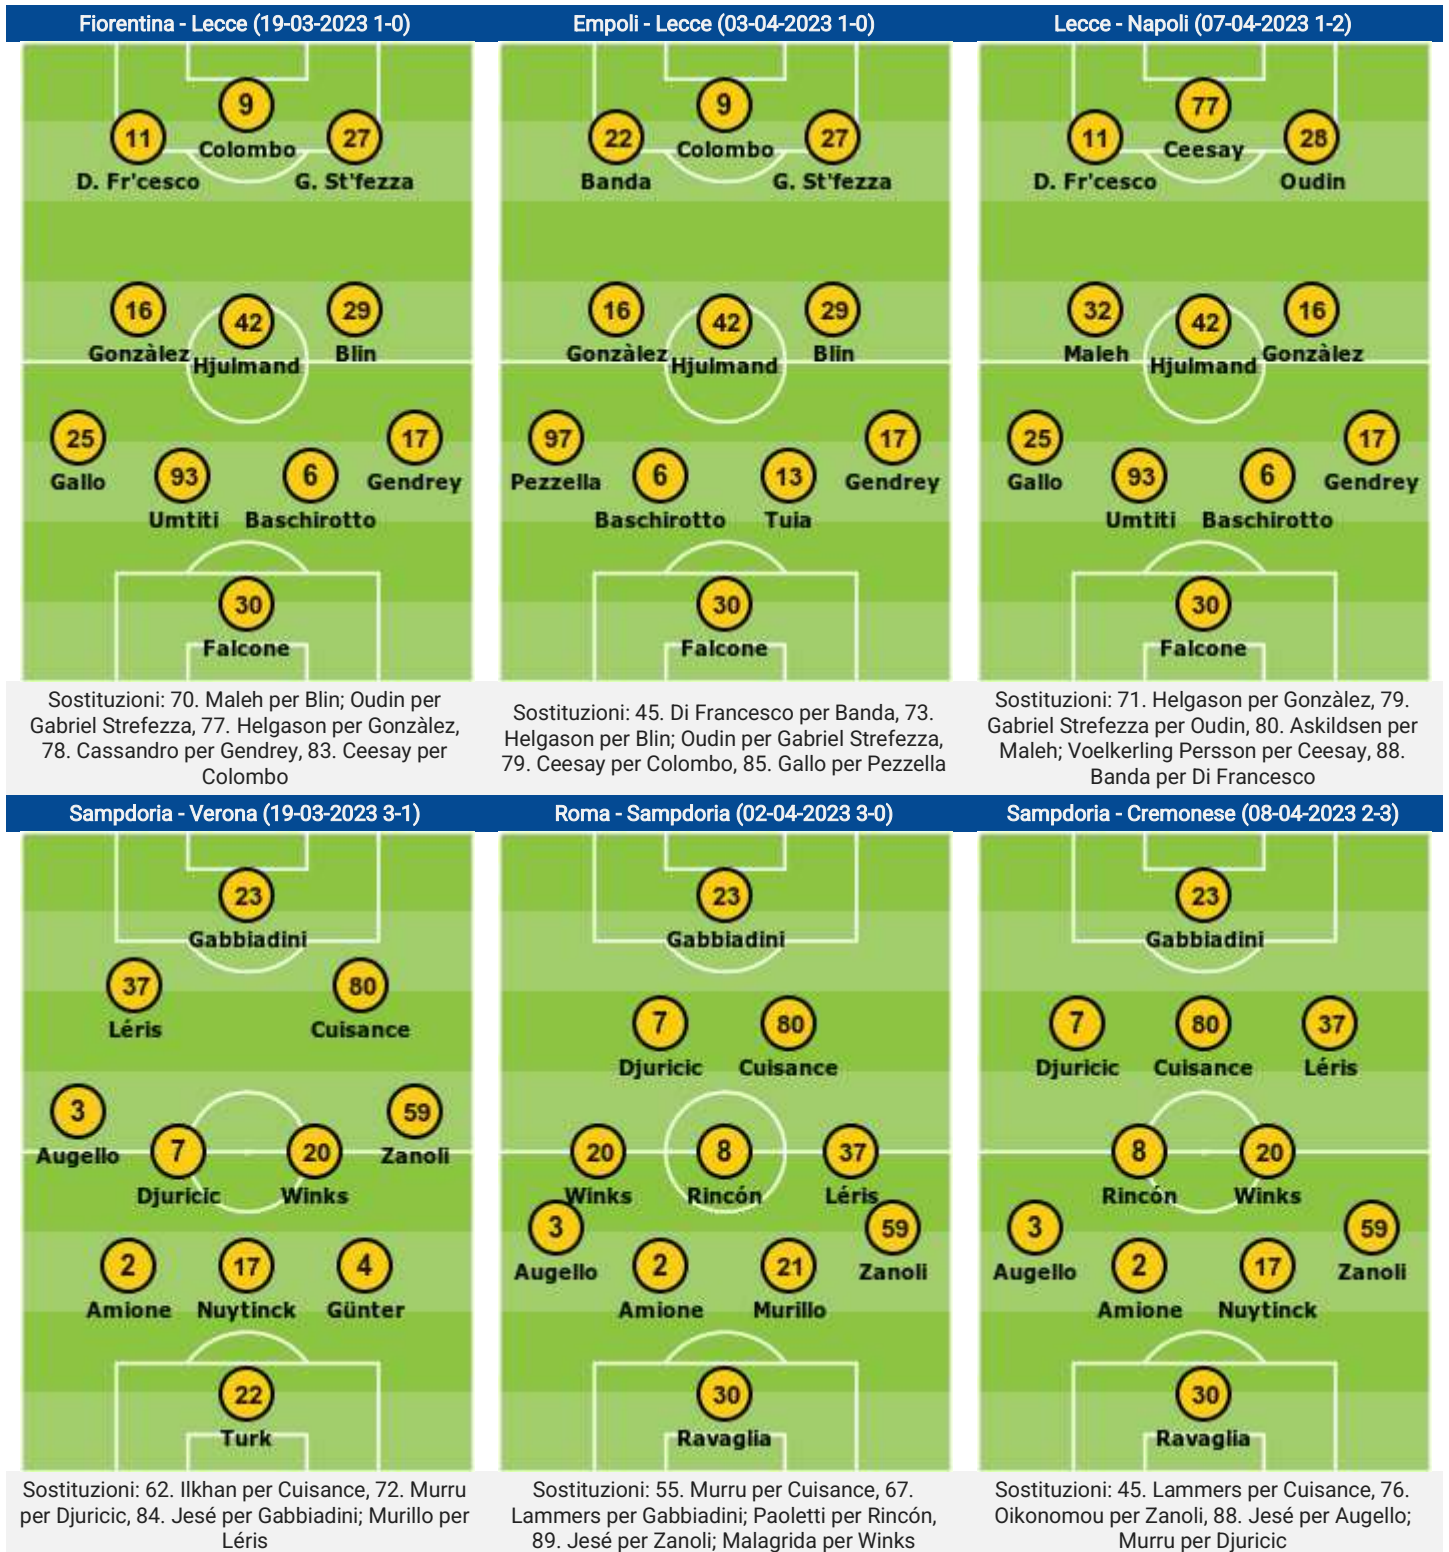 Fiorentina - Lecce (19-03-2023 1-0)
9
Colombo
11
27
D. Fr'cesco
G. St'fezza
16
42
29
Gonzàlez
Hjulmand
Blin
25
17
Gallo
93
6
Gendrey
Umtiti
Baschirotto
30
Falcone
Sostituzioni: 70. Maleh per Blin; Oudin per
Gabriel Strefezza, 77. Helgason per Gonzàlez,
78. Cassandro per Gendrey, 83. Ceesay per
Colombo
Empoli - Lecce (03-04-2023 1-0)
9
Colombo
22
27
Banda
G. St'fezza
16
42
29
Gonzàlez
Hjulmand
Blin
97
17
Pezzella
6
13
Gendrey
Baschirotto
Tuia
30
Falcone
Sostituzioni: 45. Di Francesco per Banda, 73.
Helgason per Blin; Oudin per Gabriel Strefezza,
79. Ceesay per Colombo, 85. Gallo per Pezzella
Lecce - Napoli (07-04-2023 1-2)
77
Ceesay
11
28
D. Fr'cesco
Oudin
32
42
16
Maleh
Hjulmand
Gonzàlez
25
17
Gallo
93
6
Gendrey
Umtiti
Baschirotto
30
Falcone
Sostituzioni: 71. Helgason per Gonzàlez, 79.
Gabriel Strefezza per Oudin, 80. Askildsen per
Maleh; Voelkerling Persson per Ceesay, 88.
Banda per Di Francesco
Sampdoria - Verona (19-03-2023 3-1)
23
Gabbiadini
37
80
Léris
Cuisance
3
59
Augello
7
20
Zanoli
Djuricic
Winks
2
17
4
Amione
Nuytinck
Günter
22
Turk
Sostituzioni: 62. Ilkhan per Cuisance, 72. Murru
per Djuricic, 84. Jesé per Gabbiadini; Murillo per
Léris
Roma - Sampdoria (02-04-2023 3-0)
23
Gabbiadini
7
80
Djuricic
Cuisance
20
8
37
Winks
Rincón
Léris
3
59
Augello
2
21
Zanoli
Amione
Murillo
30
Ravaglia
Sostituzioni: 55. Murru per Cuisance, 67.
Lammers per Gabbiadini; Paoletti per Rincón,
89. Jesé per Zanoli; Malagrida per Winks
Sampdoria - Cremonese (08-04-2023 2-3)
23
Gabbiadini
7
80
37
Djuricic
Cuisance
Léris
8
20
Rincón
Winks
3
59
Augello
2
17
Zanoli
Amione
Nuytinck
30
Ravaglia
Sostituzioni: 45. Lammers per Cuisance, 76.
Oikonomou per Zanoli, 88. Jesé per Augello;
Murru per Djuricic